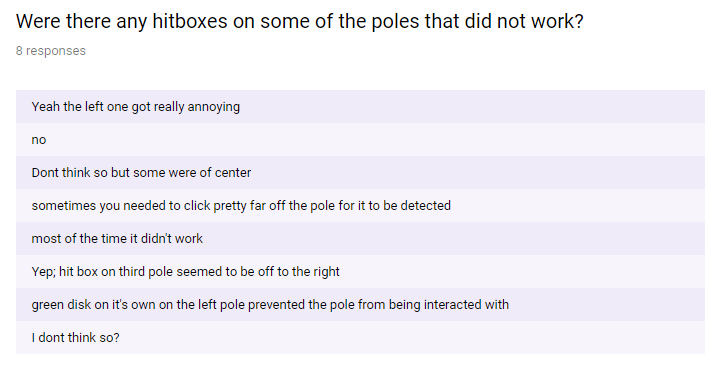 Were there any hitboxes on some of the poles that did not work?
8 responses
Yeah the left one got really annoying
no
Dont think so but some were of center
sometimes you needed to click pretty far off the pole for it to be detected
most of the time it didn't work
Yep; hit box on third pole seemed to be off to the right
green disk on it's own on the left pole prevented the pole from being interacted with
I dont think so?